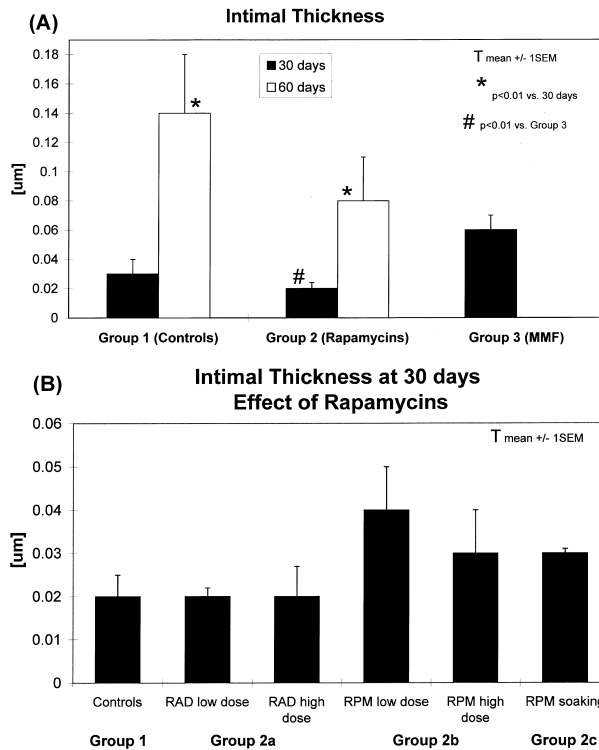 (A)
Intimal Thickness
0.18
0.16
0.14
0.12
0.1
0.08
0.06
0.04
0.02
0
[um]
30 days
60 days
T mean +/- 1SEM
*
p<0.01 vs. 30 days
# p<0.01 vs. Group 3
*
#
*
Group 1 (Controls) Group 2 (Rapamycins) Group 3 (MMF)
(B)
Intimal Thickness at 30 days
Effect of Rapamycins
0.06
0.05
0.04
0.03
0.02
0.01
0
[um]
T mean +/- 1SEM
Controls RAD low dose RAD high dose RPM low dose RPM high dose RPM soaking
Group 1 Group 2a Group 2b Group 2c